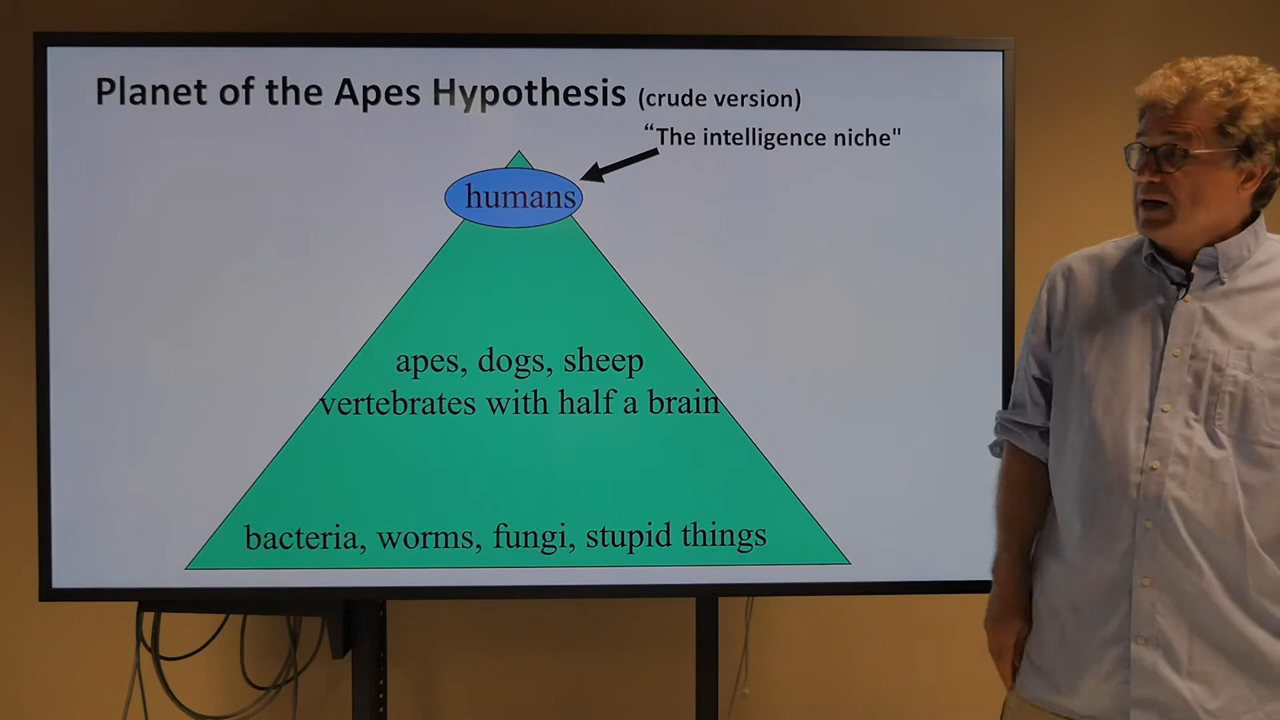 Planet of the Apes Hypothesis (crude version)
“The intelligence niche"
humans
apes, dogs, sheep
vertebrates with half a brain
bacteria, worms, fungi, stupid things